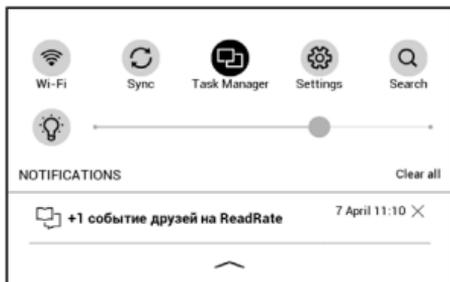 Wi-Fi Sync Task Manager Settings Search
NOTIFICATIONS Clear all
+1 событие друзей на ReadRate 7 April 11:10